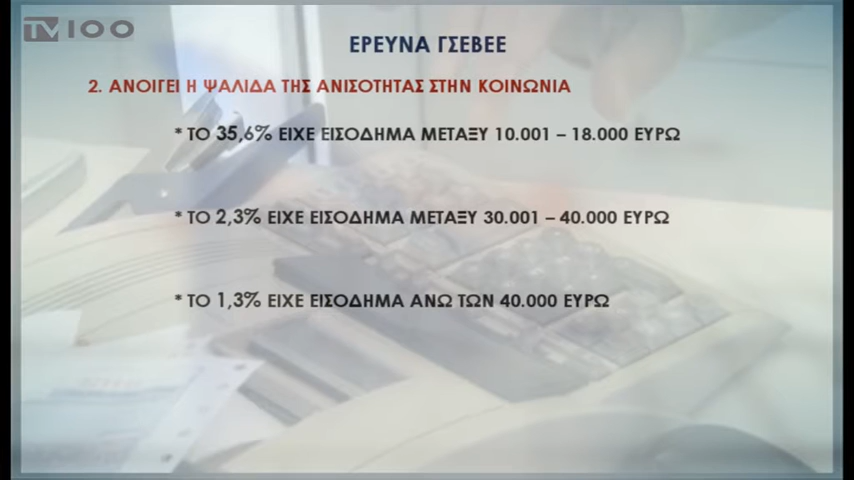 TV100
ΕΡΕΥΝΑ ΓΣΕΒΕΕ
2. ΑΝΟΙΓΕΙ Η ΨΑΛΙΔΑ ΤΗΣ ΑΝΙΣΟΤΗΤΑΣ ΣΤΗΝ ΚΟΙΝΩΝΙΑ
* ΤΟ 35,6% ΕΙΧΕ ΕΙΣΟΔΗΜΑ ΜΕΤΑΞΥ 10.001 – 18.000 ΕΥΡΩ
* ΤΟ 2,3% ΕΙΧΕ ΕΙΣΟΔΗΜΑ ΜΕΤΑΞΥ 30.001 – 40.000 ΕΥΡΩ
* ΤΟ 1,3% ΕΙΧΕ ΕΙΣΟΔΗΜΑ ΑΝΩ ΤΩΝ 40.000 ΕΥΡΩ